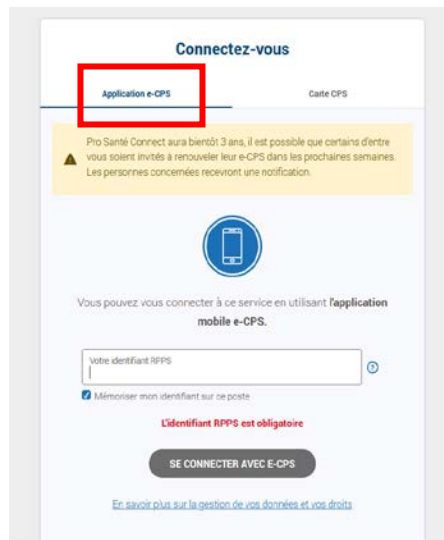 Connectez-vous
Application e-CPS
Carte CPS
Pro Santé Connect aura bientôt 3 ans, il est possible que certains d'entre
vous soient invités à renouveler leur e-CPS dans les prochaines semaines.
Les personnes concernées recevront une notification.
Vous pouvez vous connecter à ce service en utilisant l'application
mobile e-CPS.
Votre identifiant RPPS
?
Mémoriser mon identifiant sur ce poste
L'identifiant RPPS est obligatoire
SE CONNECTER AVEC E-CPS
En savoir plus sur la gestion de vos données et vos droits